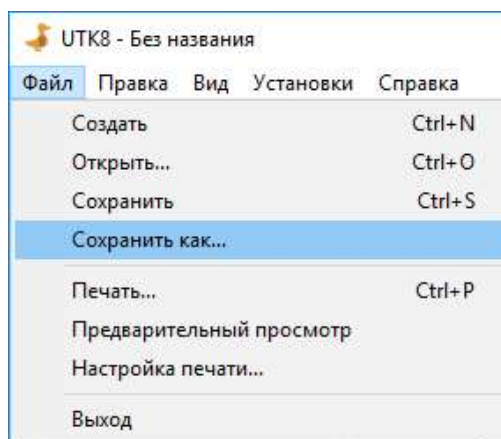 UTK8 - Без названия
Файл Правка Вид Установки Справка
Создать Ctrl+N
Открыть... Ctrl+O
Сохранить Ctrl+S
Сохранить как...
Печать... Ctrl+P
Предварительный просмотр
Настройка печати...
Выход